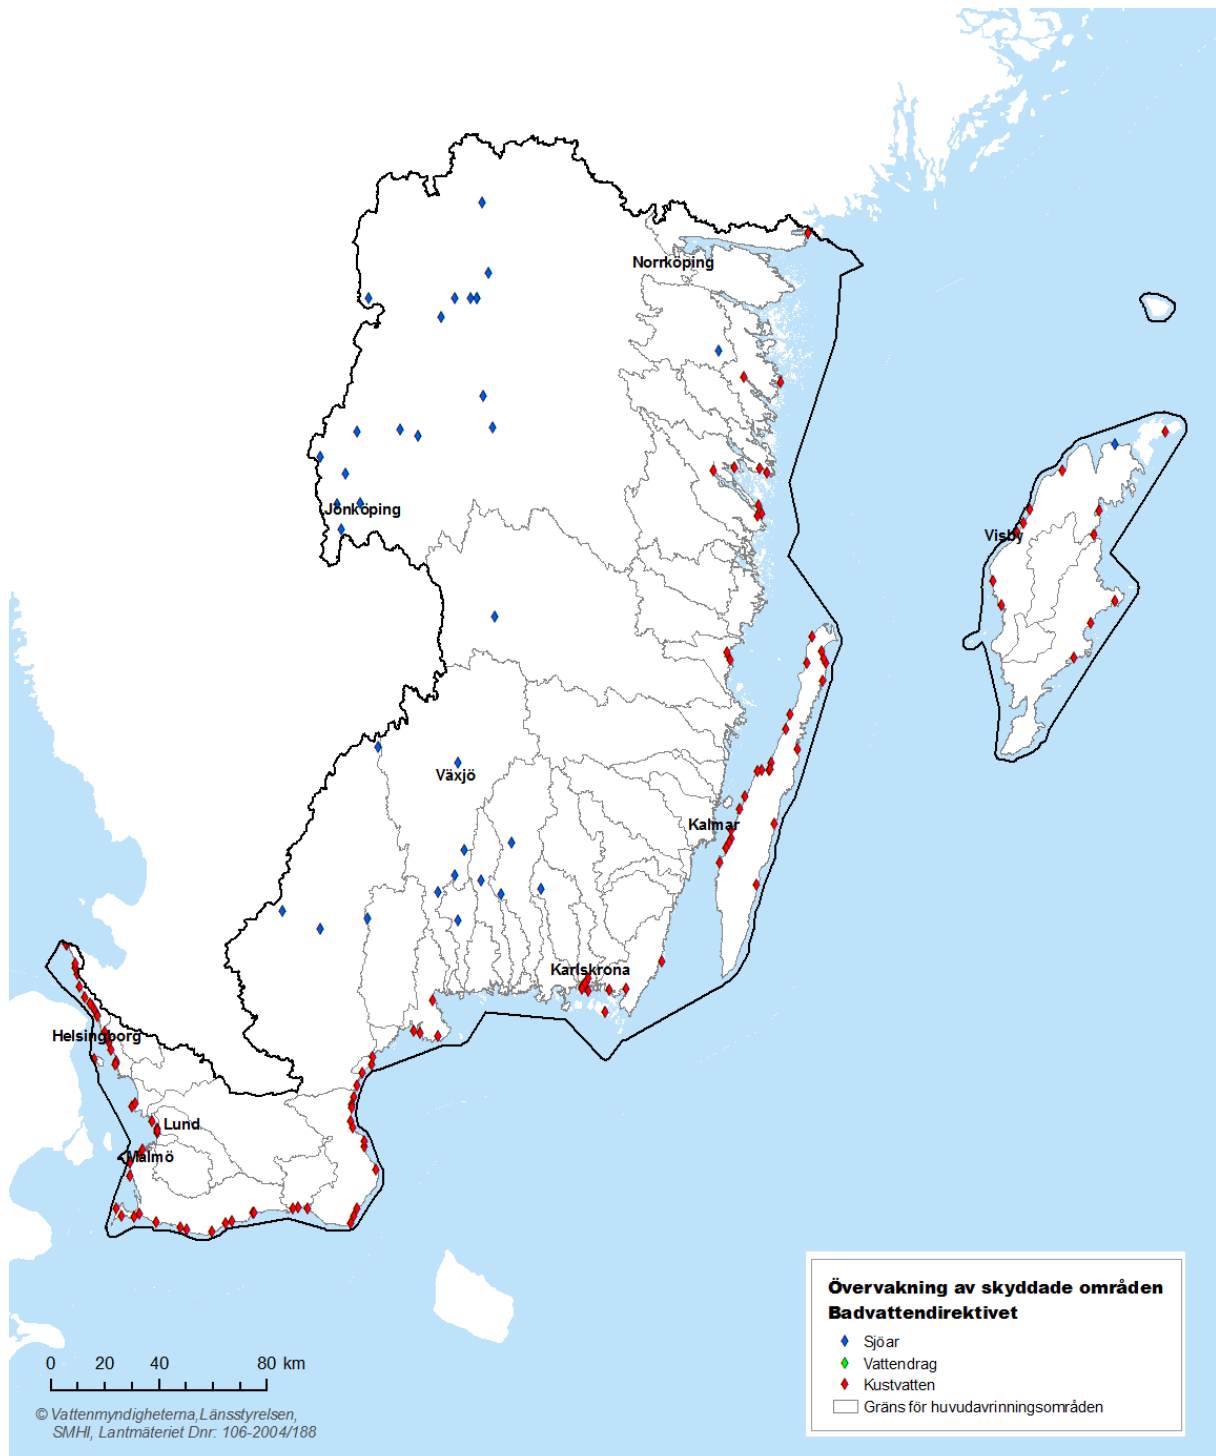 Norrköping
Jönköping
Visby
Växjö
Kalmar
Karlskrona
Helsingborg
Lund
Malmö
Övervakning av skyddade områden
Badvattendirektivet
Sjöar
Vattendrag
Kustvatten
Gräns för huvudavrinningsområden
0 20 40 80 km
© Vattenmyndigheterna,Länsstyrelsen,
SMHI, Lantmäteriet Dnr: 106-2004/188